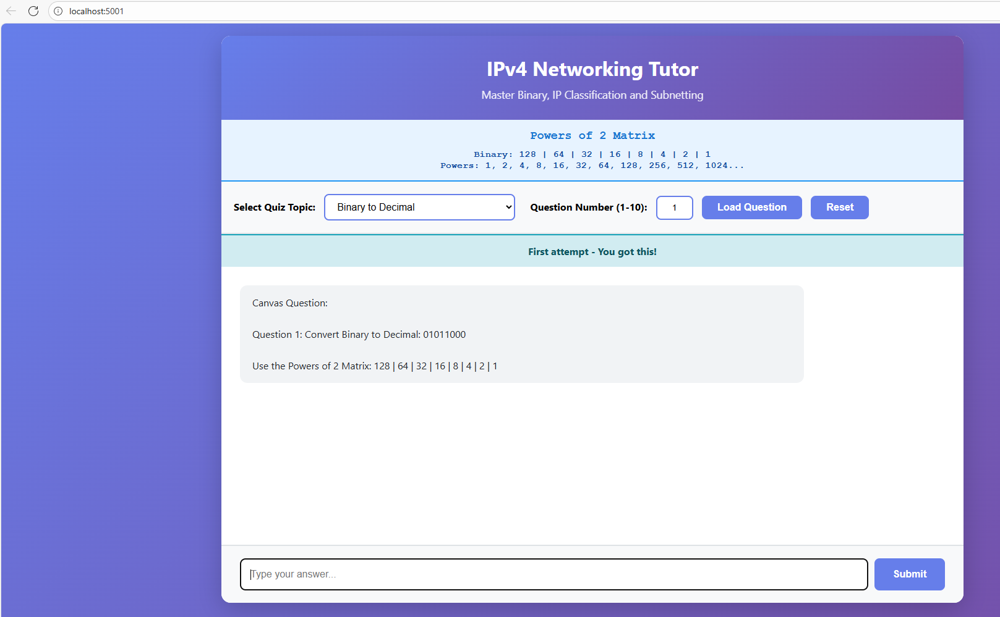 localhost:5001
IPv4 Networking Tutor
Master Binary, IP Classification and Subnetting
Powers of 2 Matrix
Binary: 128 | 64 | 32 | 16 | 8 | 4 | 2 | 1
Powers: 1, 2, 4, 8, 16, 32, 64, 128, 256, 512, 1024...
Select Quiz Topic: Binary to Decimal Question Number (1-10): 1 Load Question Reset
First attempt - You got this!
Canvas Question:
Question 1: Convert Binary to Decimal: 01011000
Use the Powers of 2 Matrix: 128 | 64 | 32 | 16 | 8 | 4 | 2 | 1
Type your answer... Submit